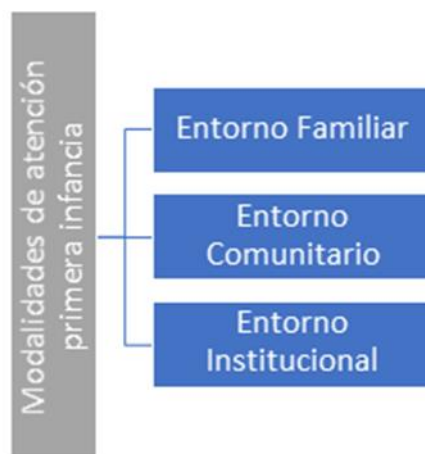 Modalidades de atención
primera infancia
Entorno Familiar
Entorno
Comunitario
Entorno
Institucional